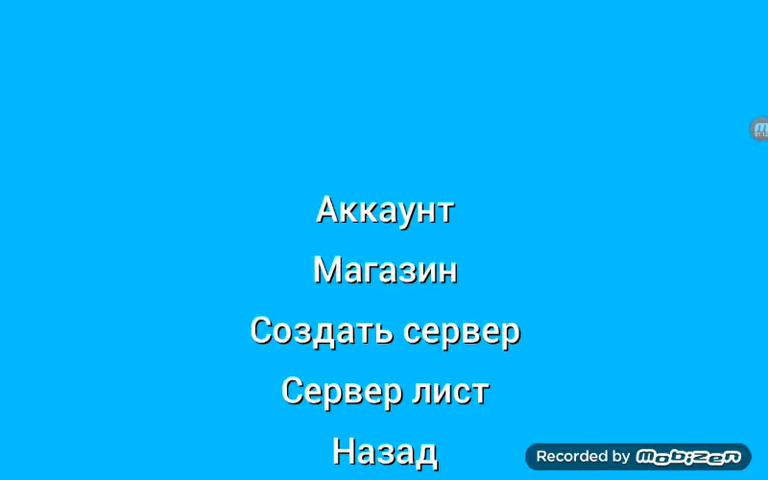 Аккаунт
Магазин
Создать сервер
Сервер лист
Назад
Recorded by mobizen